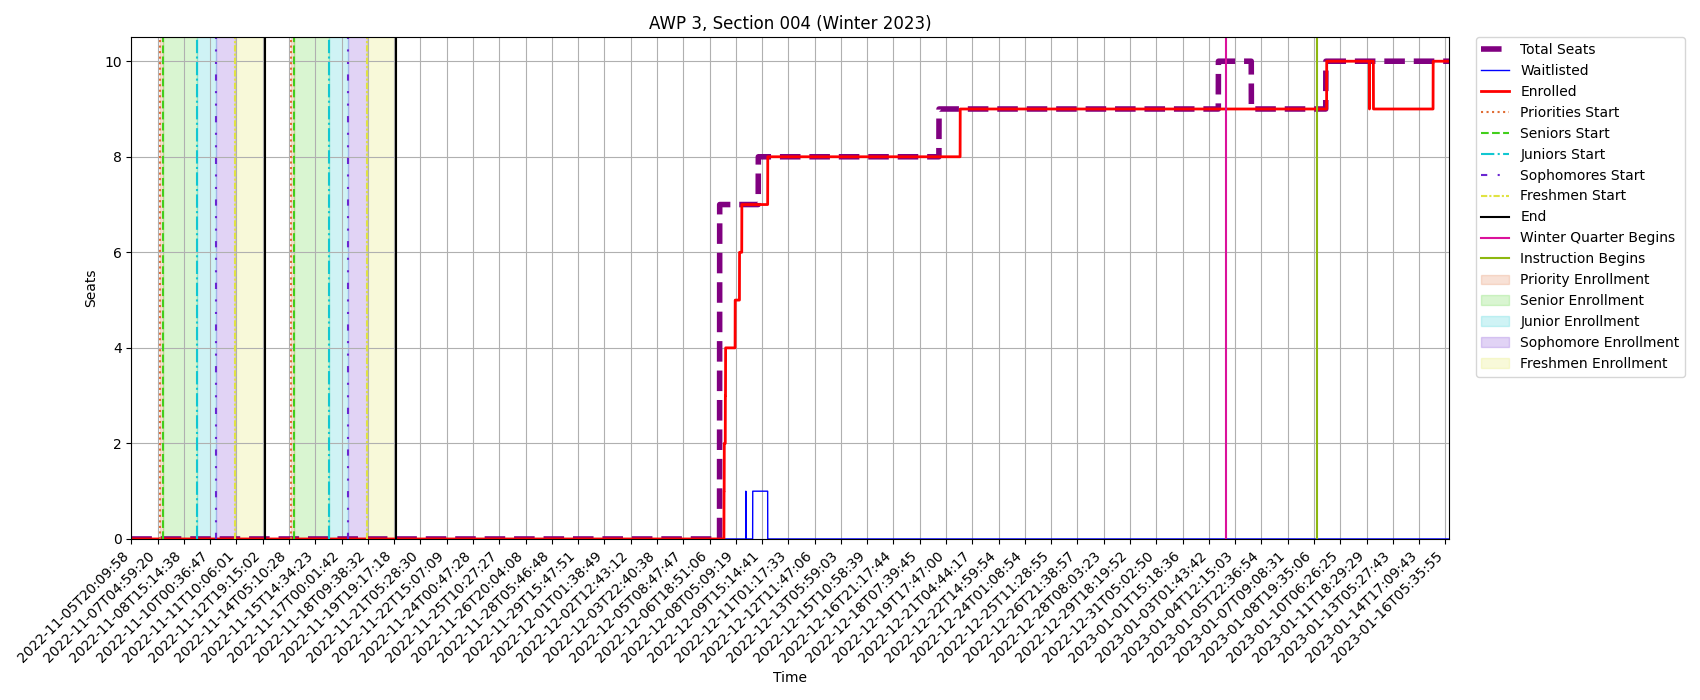 AWP 3, Section 004 (Winter 2023)
Seats
10
8
6
4
2
0
2022-11-05T20:09:58
2022-11-07T04:59:20
2022-11-08T15:14:38
2022-11-10T00:36:47
2022-11-11T10:06:01
2022-11-12T19:15:02
2022-11-14T05:10:28
2022-11-15T14:34:23
2022-11-17T00:01:42
2022-11-18T09:38:32
2022-11-19T19:17:18
2022-11-21T05:28:30
2022-11-22T15:07:09
2022-11-25T00:47:28
2022-11-25T10:27:27
2022-11-26T20:04:08
2022-11-28T05:46:48
2022-11-29T15:47:51
2022-12-01T01:38:49
2022-12-02T12:43:12
2022-12-03T22:40:38
2022-12-05T08:47:47
2022-12-06T18:51:06
2022-12-08T05:09:19
2022-12-09T15:14:41
2022-12-11T01:17:33
2022-12-12T11:47:06
2022-12-13T15:59:03
2022-12-15T10:58:39
2022-12-16T21:17:44
2022-12-18T07:39:45
2022-12-19T17:47:00
2022-12-21T04:44:17
2022-12-22T14:59:54
2022-12-24T01:08:54
2022-12-25T11:28:55
2022-12-26T21:38:57
2022-12-28T08:03:23
2022-12-29T18:19:52
2022-12-31T05:02:50
2023-01-01T15:18:36
2023-01-03T01:43:42
2023-01-04T12:15:03
2023-01-05T22:36:54
2023-01-07T09:08:31
2023-01-08T19:35:06
2023-01-10T06:26:25
2023-01-11T18:29:29
2023-01-13T05:27:43
2023-01-14T17:09:43
2023-01-16T05:35:55
Time
Total Seats
Waitlisted
Enrolled
Priorities Start
Seniors Start
Juniors Start
Sophomores Start
Freshmen Start
End
Winter Quarter Begins
Instruction Begins
Priority Enrollment
Senior Enrollment
Junior Enrollment
Sophomore Enrollment
Freshmen Enrollment